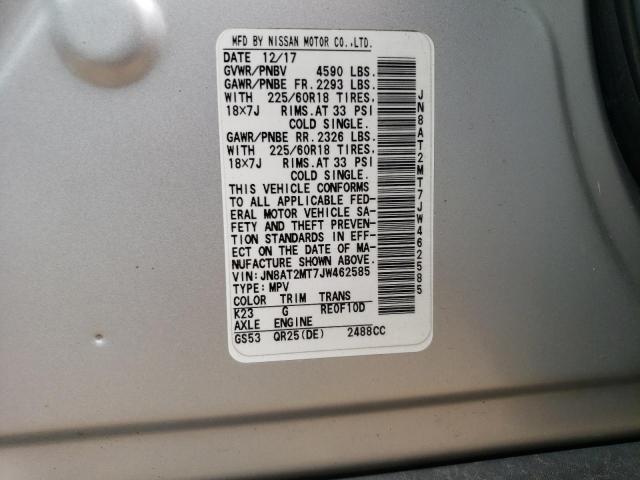 MFD BY NISSAN MOTOR CO.,LTD.
DATE 12/17
GVWR/PNBV 4590 LBS.
GAWR/PNBE FR. 2293 LBS.
WITH 225/60R18 TIRES,
18×7J RIMS. AT 33 PSI
COLD SINGLE.
GAWR/PNBE RR. 2326 LBS.
WITH 225/60R18 TIRES,
18×7J RIMS. AT 33 PSI
COLD SINGLE.
THIS VEHICLE CONFORMS
TO ALL APPLICABLE FED-
ERAL MOTOR VEHICLE SA-
FETY AND THEFT PREVEN-
TION STANDARDS IN EFF-
ECT ON THE DATE OF MA-
NUFACTURE SHOWN ABOVE.
VIN: JN8AT2MT7JW462585
TYPE: MPV
COLOR TRIM TRANS
K23 G RE0F10D
AXLE ENGINE
GS53 QR25(DE) 2488CC
JN8AT2MT7JW462585